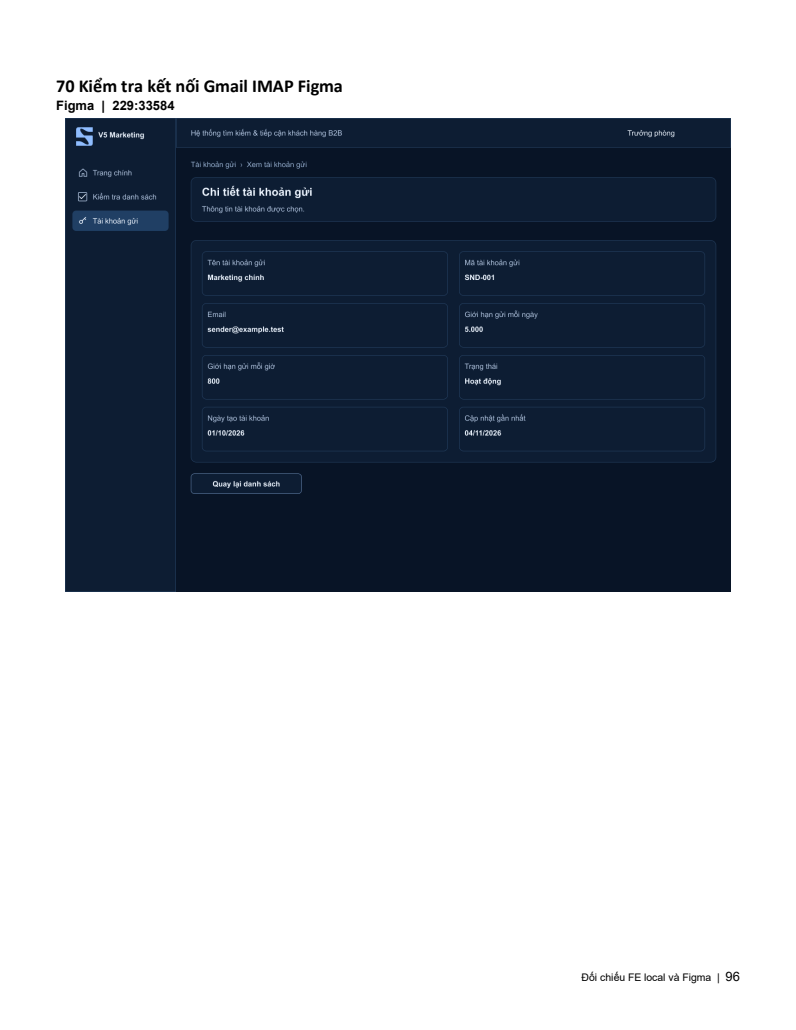 70 Kiểm tra kết nối Gmail IMAP Figma
Figma | 229:33584
V5 Marketing
Hệ thống tìm kiếm & tiếp cận khách hàng B2B
Trưởng phòng
Trang chính
Kiểm tra danh sách
Tài khoản gửi
Tài khoản gửi › Xem tài khoản gửi
Chi tiết tài khoản gửi
Thông tin tài khoản được chọn.
Tên tài khoản gửi
Marketing chính
Mã tài khoản gửi
SND-001
Email
sender@example.test
Giới hạn gửi mỗi ngày
5.000
Giới hạn gửi mỗi giờ
800
Trạng thái
Hoạt động
Ngày tạo tài khoản
01/10/2026
Cập nhật gần nhất
04/11/2026
Quay lại danh sách
Đối chiếu FE local và Figma | 96